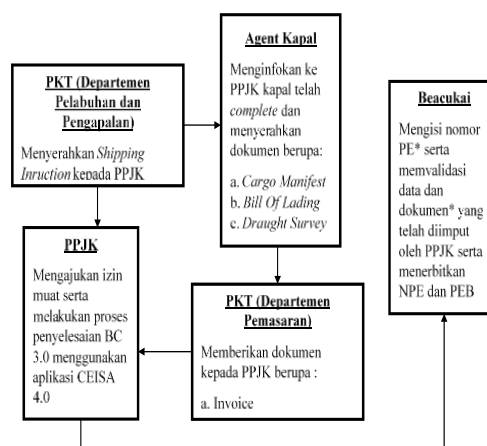 PKT (Departemen
Pelabuhan dan
Pengapalan)
Menyerahkan Shipping
Inruction kepada PPJK
Agent Kapal
Menginfokan ke
PPJK kapal telah
complete dan
menyerahkan
dokumen berupa:
a. Cargo Manifest
b. Bill Of Lading
c. Draught Survey
Beacukai
Mengisi nomor
PE* serta
memvalidasi
data dan
dokumen* yang
telah diimput
oleh PPJK serta
menerbitkan
NPE dan PEB
PPJK
Mengajukan izin
muat serta
melakukan proses
penyelesaian BC
3.0 menggunakan
aplikasi CEISA
4.0
PKT (Departemen
Pemasaran)
Memberikan dokumen
kepada PPJK berupa :
a. Invoice